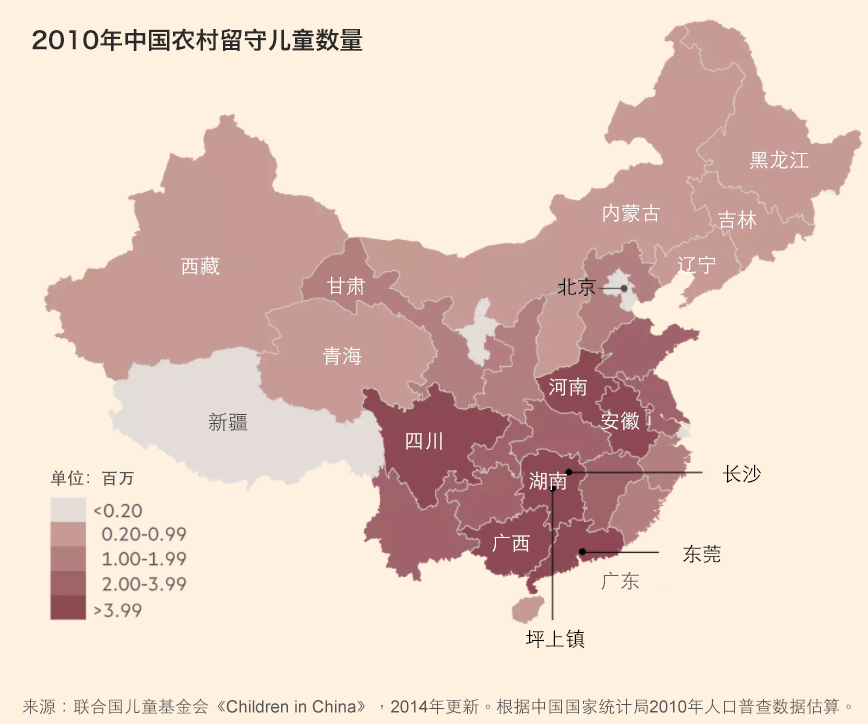 2010年中国农村留守儿童数量
黑龙江
内蒙古
吉林
西藏
辽宁
甘肃
北京
青海
河南
新疆
安徽
四川
长沙
湖南
广西
东莞
广东
坪上镇
单位：百万
<0.20
0.20-0.99
1.00-1.99
2.00-3.99
>3.99
来源：联合国儿童基金会《Children in China》，2014年更新。根据中国国家统计局2010年人口普查数据估算。